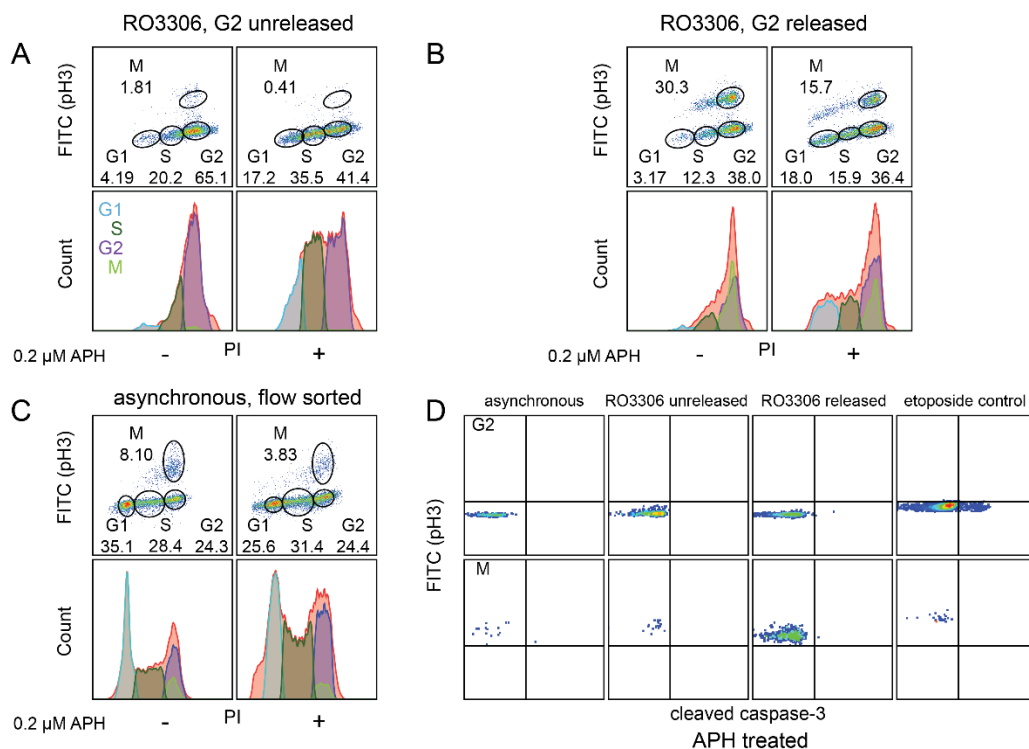 RO3306, G2 unreleased
A
FITC (pH3)
M
1.81
G1 S G2
4.19 20.2 65.1
M
0.41
G1 S G2
17.2 35.5 41.4
Count
G1
S
G2
M
0.2 μM APH - PI +
RO3306, G2 released
B
FITC (pH3)
M
30.3
G1 S G2
3.17 12.3 38.0
M
15.7
G1 S G2
18.0 15.9 36.4
Count
0.2 μM APH - PI +
C
asynchronous, flow sorted
FITC (pH3)
M
8.10
G1 S G2
35.1 28.4 24.3
M
3.83
G1 S G2
25.6 31.4 24.4
Count
0.2 μM APH - PI +
D
asynchronous RO3306 unreleased RO3306 released etoposide control
FITC (pH3)
G2
M
cleaved caspase-3
APH treated